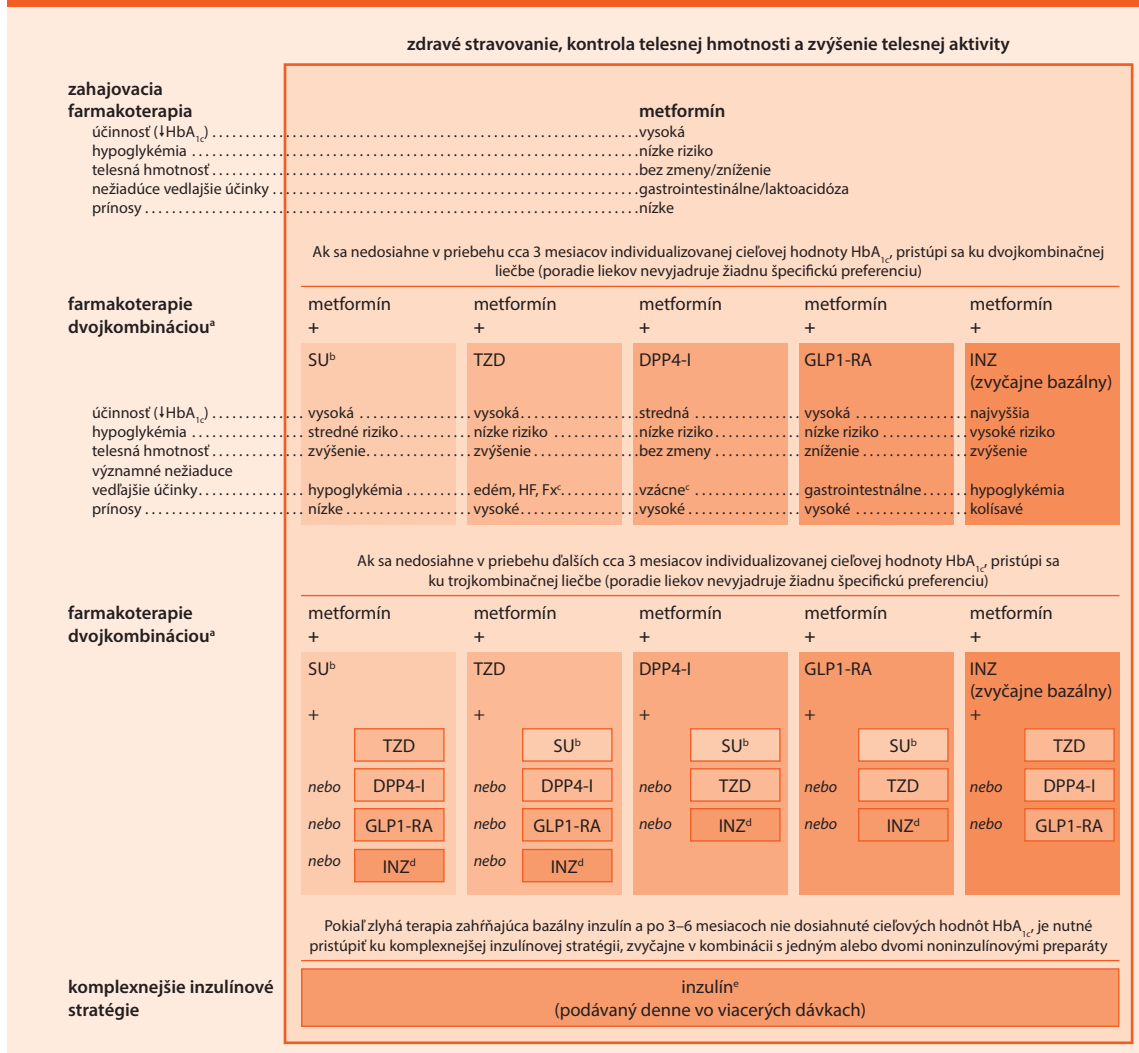 zdravé stravovanie, kontrola telesnej hmotnosti a zvýšenie telesnej aktivity
zahajovacia
farmakoterapia metformín
účinnosť (↓HbA1c) vysoká
hypoglykémia nízke riziko
telesná hmotnosť bez zmeny/zníženie
nežiadúce vedlajšie účinky gastrointestinálne/laktoacidóza
prínosy nízke
Ak sa nedosiahne v priebehu cca 3 mesiacov individualizovanej cieľovej hodnoty HbA1c, pristúpi sa ku dvojkombinačnej
liečbe (poradie liekov nevyjadruje žiadnu špecifickú preferenciu)
farmakoterapie metformín metformín metformín metformín metformín
dvojkombináciouᵃ + + + + +
SUᵇ TZD DPP4-I GLP1-RA INZ
(zvyčajne bazálny)
účinnosť (↓HbA1c) vysoká vysoká stredná vysoká najvyššia
hypoglykémia stredné riziko nízke riziko nízke riziko nízke riziko vysoké riziko
telesná hmotnosť zvýšenie zvýšenie bez zmeny zníženie zvýšenie
významné nežiaduce
vedľajšie účinky hypoglykémia edém, HF, Fxᶜ vzácneᶜ gastrointestnálne hypoglykémia
prínosy nízke vysoké vysoké vysoké kolísavé
Ak sa nedosiahne v priebehu ďalších cca 3 mesiacov individualizovanej cieľovej hodnoty HbA1c, pristúpi sa
ku trojkombinačnej liečbe (poradie liekov nevyjadruje žiadnu špecifickú preferenciu)
farmakoterapie metformín metformín metformín metformín metformín
dvojkombináciouᵃ + + + + +
SUᵇ TZD DPP4-I GLP1-RA INZ
(zvyčajne bazálny)
+ + + + +
TZD SUᵇ SUᵇ SUᵇ TZD
nebo DPP4-I nebo DPP4-I nebo TZD nebo TZD nebo DPP4-I
nebo GLP1-RA nebo GLP1-RA nebo INZᵈ nebo INZᵈ nebo GLP1-RA
nebo INZᵈ nebo INZᵈ
Pokiaľ zlyhá terapia zahŕňajúca bazálny inzulín a po 3–6 mesiacoch nie dosiahnuté cieľových hodnôt HbA1c, je nutné
pristúpiť ku komplexnejšej inzulínovej stratégii, zvyčajne v kombinácii s jedným alebo dvomi noninzulínovými preparáty
komplexnejšie inzulínové inzulínᵉ
stratégie (podávaný denne vo viacerých dávkach)